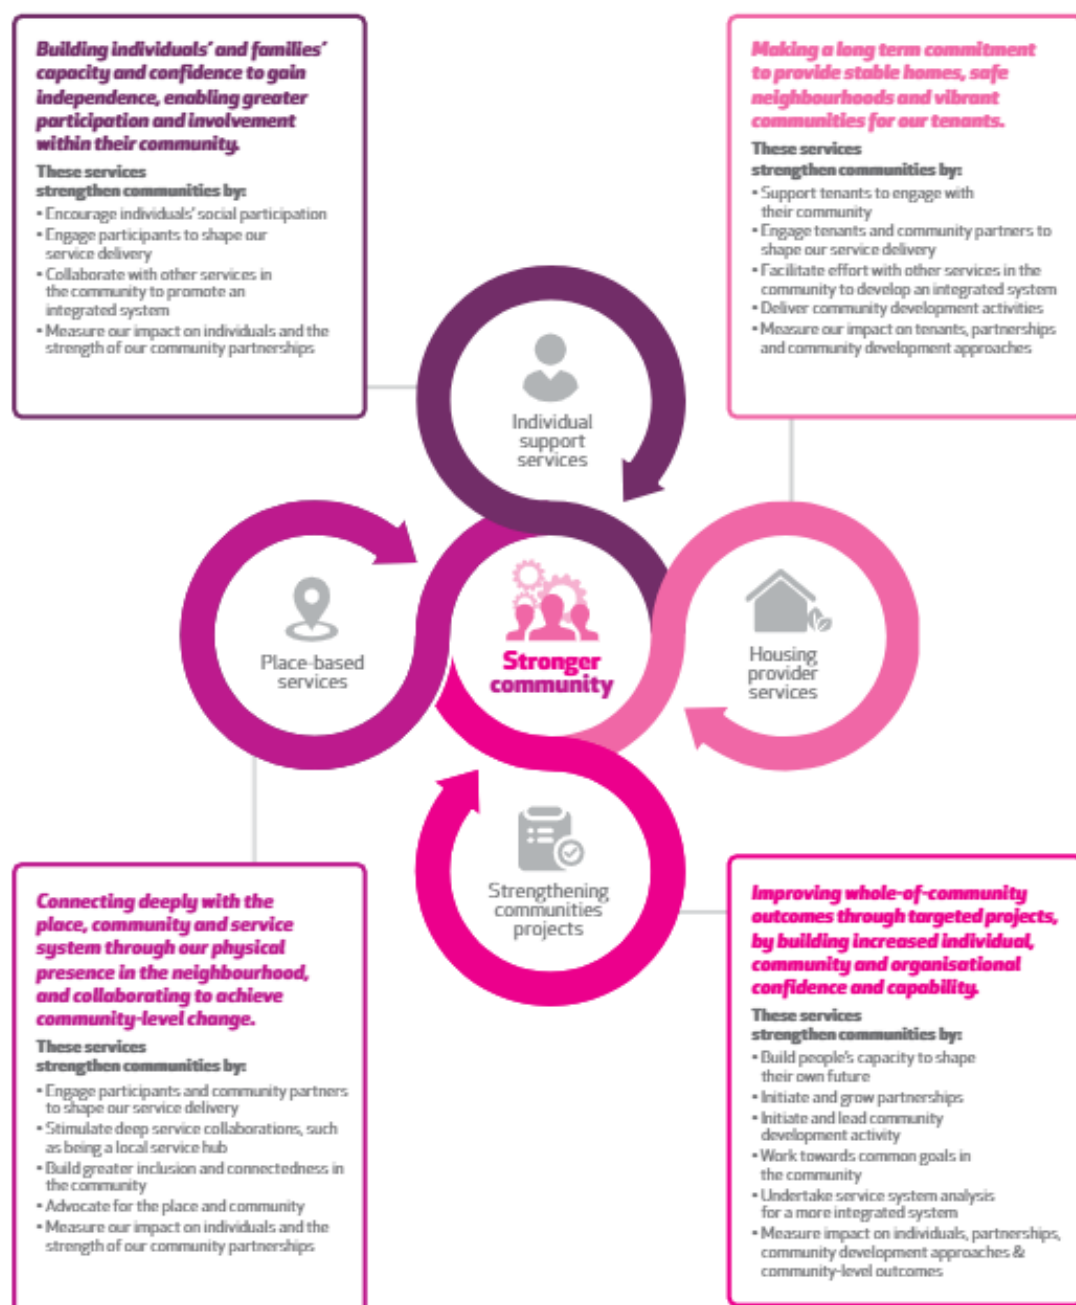 Building individuals' and families'
capacity and confidence to gain
independence, enabling greater
participation and involvement
within their community.
These services
strengthen communities by:
• Encourage individuals' social participation
• Engage participants to shape our
service delivery
• Collaborate with other services in
the community to promote an
integrated system
• Measure our impact on individuals and the
strength of our community partnerships
Making a long term commitment
to provide stable homes, safe
neighbourhoods and vibrant
communities for our tenants.
These services
strengthen communities by:
• Support tenants to engage with
their community
• Engage tenants and community partners to
shape our service delivery
• Facilitate effort with other services in the
community to develop an integrated system
• Deliver community development activities
• Measure our impact on tenants, partnerships
and community development approaches
Individual
support
services
Place-based
services
Stronger
community
Housing
provider
services
Strengthening
communities
projects
Connecting deeply with the
place, community and service
system through our physical
presence in the neighbourhood,
and collaborating to achieve
community-level change.
These services
strengthen communities by:
• Engage participants and community partners
to shape our service delivery
• Stimulate deep service collaborations, such
as being a local service hub
• Build greater inclusion and connectedness in
the community
• Advocate for the place and community
• Measure our impact on individuals and the
strength of our community partnerships
Improving whole-of-community
outcomes through targeted projects,
by building increased individual,
community and organisational
confidence and capability.
These services
strengthen communities by:
• Build people's capacity to shape
their own future
• Initiate and grow partnerships
• Initiate and lead community
development activity
• Work towards common goals in
the community
• Undertake service system analysis
for a more integrated system
• Measure impact on individuals, partnerships,
community development approaches &
community-level outcomes